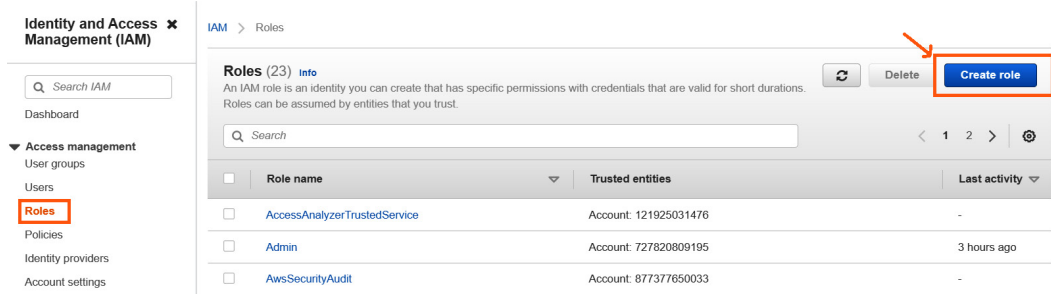 Identity and Access
Management (IAM)
Search IAM
Dashboard
Access management
User groups
Users
Roles
Policies
Identity providers
Account settings
IAM > Roles
Roles (23) Info
An IAM role is an identity you can create that has specific permissions with credentials that are valid for short durations.
Roles can be assumed by entities that you trust.
Delete
Create role
Search
< 1 2 >
Role name Trusted entities Last activity
AccessAnalyzerTrustedService Account: 121925031476 -
Admin Account: 727820809195 3 hours ago
AwsSecurityAudit Account: 877377650033 -